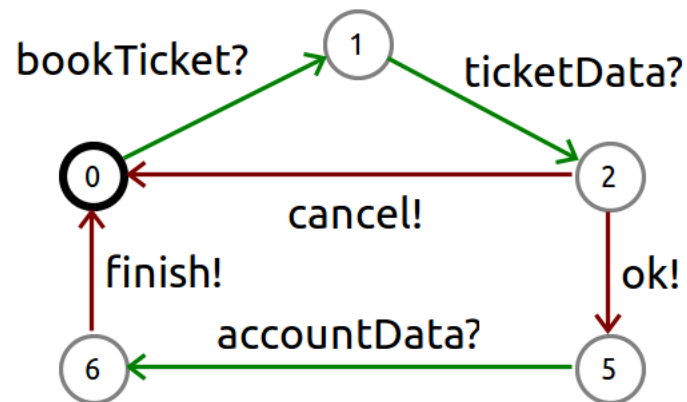 1
bookTicket?
ticketData?
0
2
cancel!
finish!
ok!
accountData?
6
5